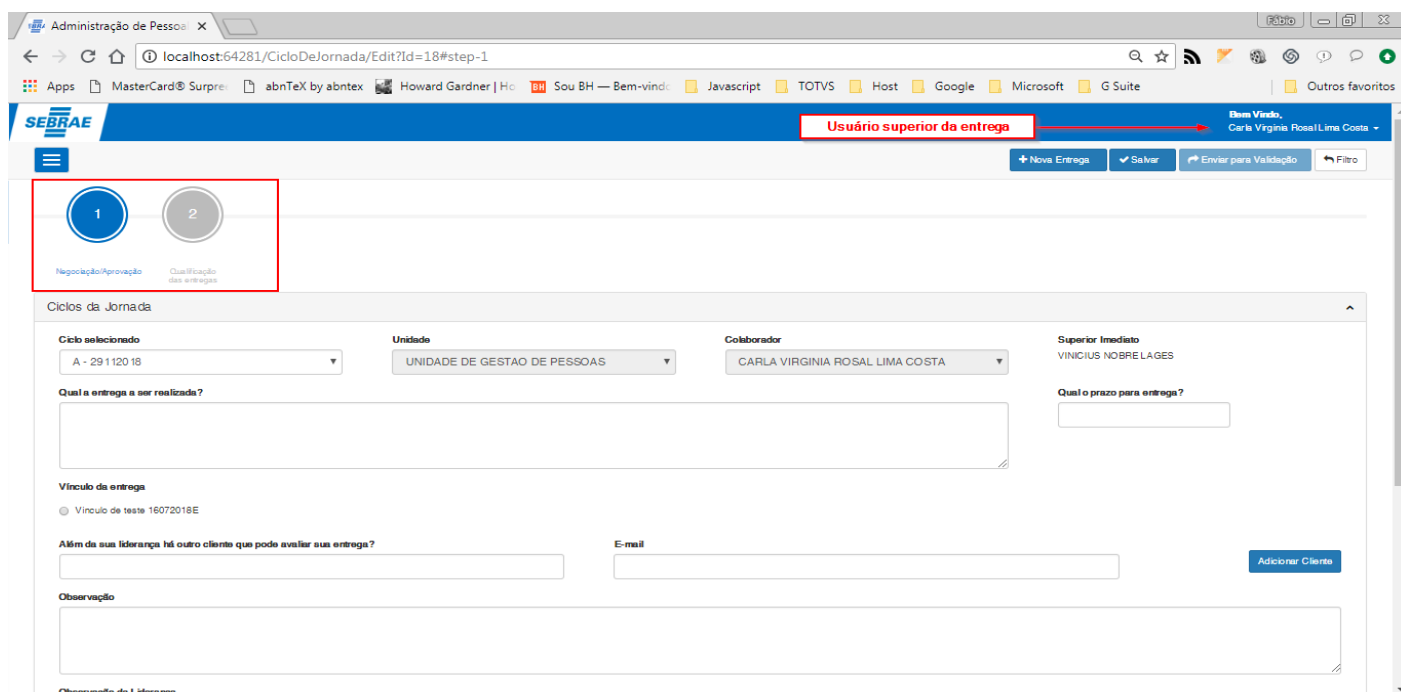 Administração de Pessoa
Fábio
localhost:64281/CicloDeJornada/Edit?Id=18#step-1
Apps MasterCard® Surpre abnTeX by abntex Howard Gardner | Ho BH Sou BH — Bem-vind Javascript TOTVS Host Google Microsoft G Suite Outros favoritos
SEBRAE
Usuário superior da entrega
Bem Vindo,
Carla Virginia Rosal Lima Costa
Nova Entrega Salvar Enviar para Validação Filtro
1 2
Negociação/Aprovação Qualificação
das entregas
Ciclos da Jornada
Ciclo selecionado Unidade Colaborador Superior Imediato
A - 29112018 UNIDADE DE GESTAO DE PESSOAS CARLA VIRGINIA ROSAL LIMA COSTA VINICIUS NOBRE LAGES
Qual a entrega a ser realizada? Qual o prazo para entrega?
Vínculo da entrega
Vinculo de teste 16072018E
Além da sua liderança há outro cliente que pode avaliar sua entrega? E-mail
Adicionar Cliente
Observação
Observação da Liderança